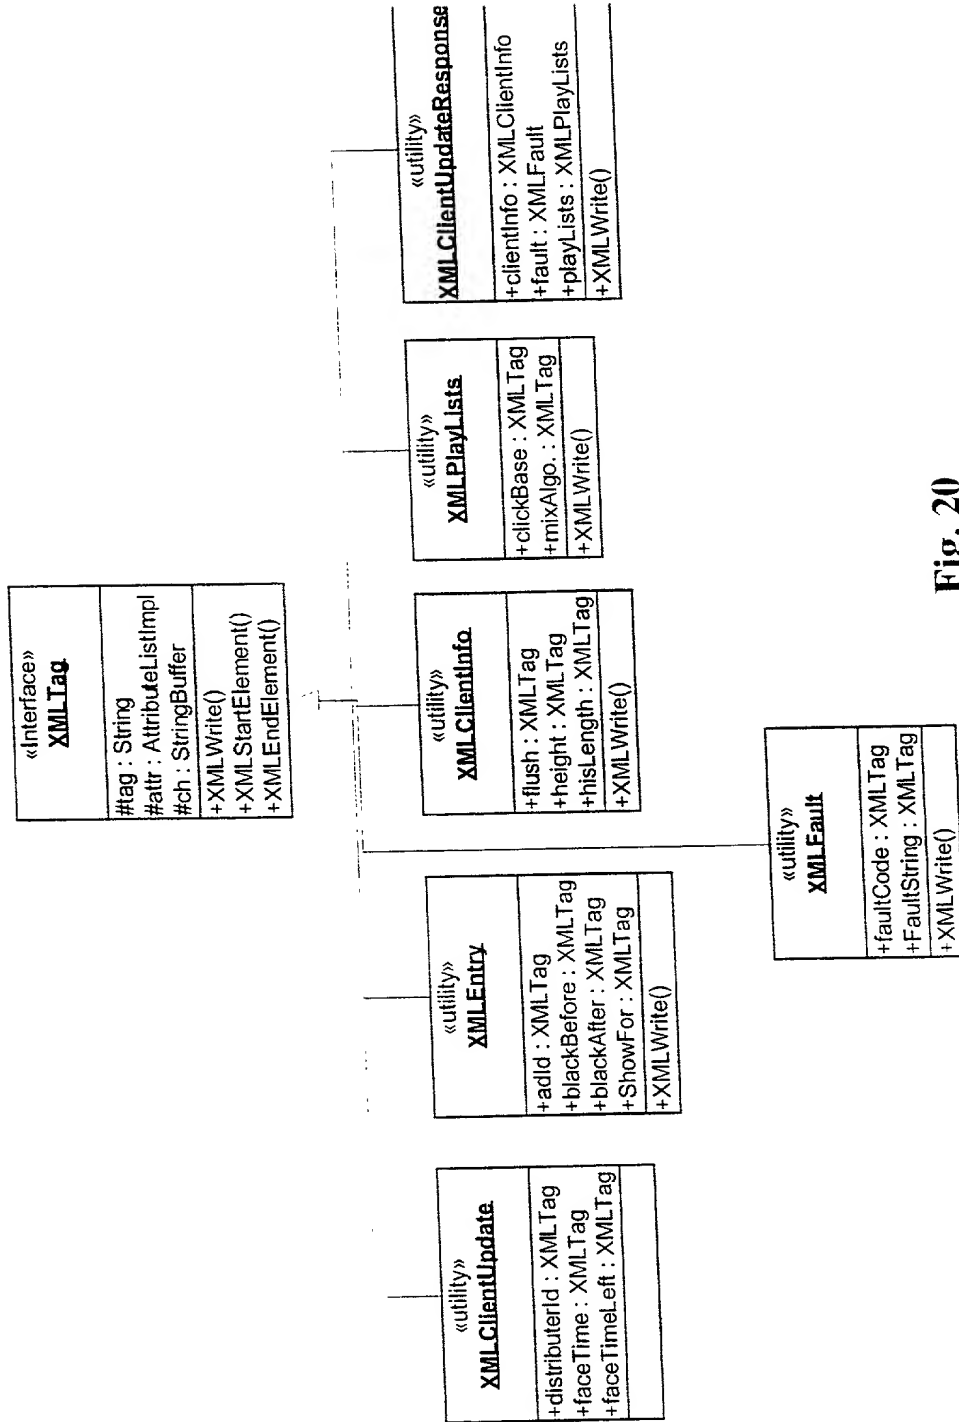 «Interface»
XMLTag
#tag : String
#attr : AttributeListImpl
#ch : StringBuffer
+XMLWrite()
+XMLStartElement()
+XMLEndElement()
«utility»
XMLClientUpdate
+distributerId : XMLTag
+faceTime : XMLTag
+faceTimeLeft : XMLTag
«utility»
XMLEntry
+adId : XMLTag
+blackBefore : XMLTag
+blackAfter : XMLTag
+ShowFor : XMLTag
+XMLWrite()
«utility»
XMLClientInfo
+flush : XMLTag
+height : XMLTag
+hisLength : XMLTag
+XMLWrite()
«utility»
XMLPlayLists
+clickBase : XMLTag
+mixAlgo. : XMLTag
+XMLWrite()
«utility»
XMLClientUpdateResponse
+clientInfo : XMLClientInfo
+fault : XMLFault
+playLists : XMLPlayLists
+XMLWrite()
«utility»
XMLFault
+faultCode : XMLTag
+FaultString : XMLTag
+XMLWrite()
Fig. 20